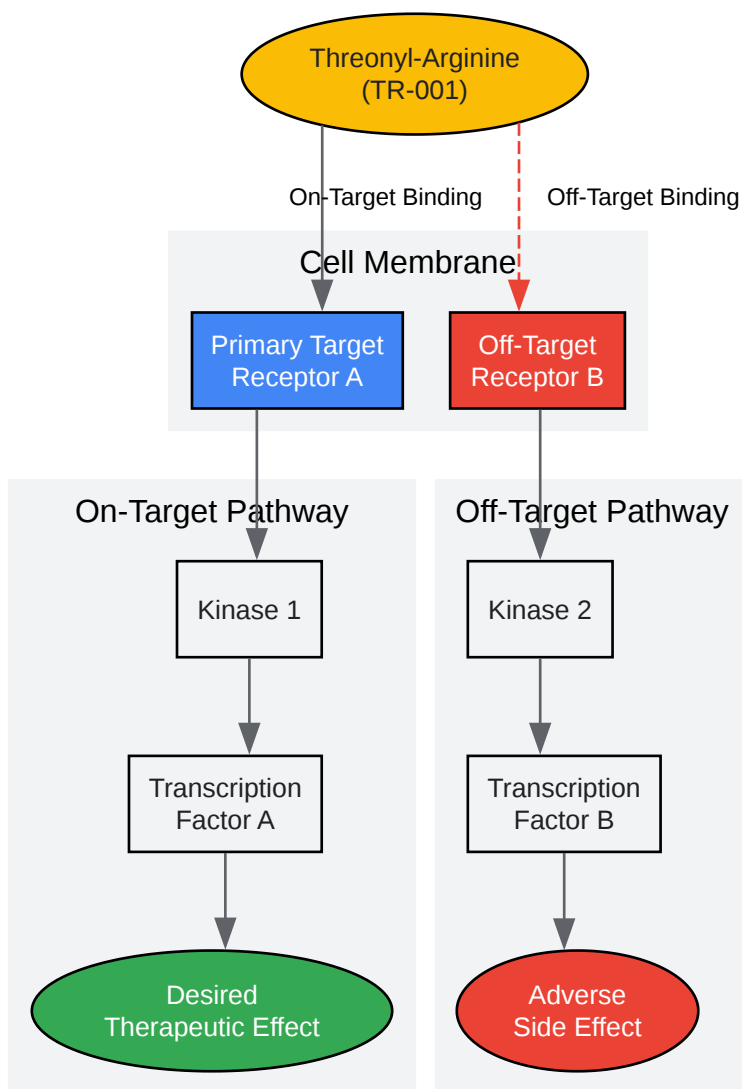 Threonyl-Arginine
(TR-001)
On-Target Binding
Off-Target Binding
Cell Membrane
Primary Target
Receptor A
Off-Target
Receptor B
On-Target Pathway
Off-Target Pathway
Kinase 1
Kinase 2
Transcription
Factor A
Transcription
Factor B
Desired
Therapeutic Effect
Adverse
Side Effect